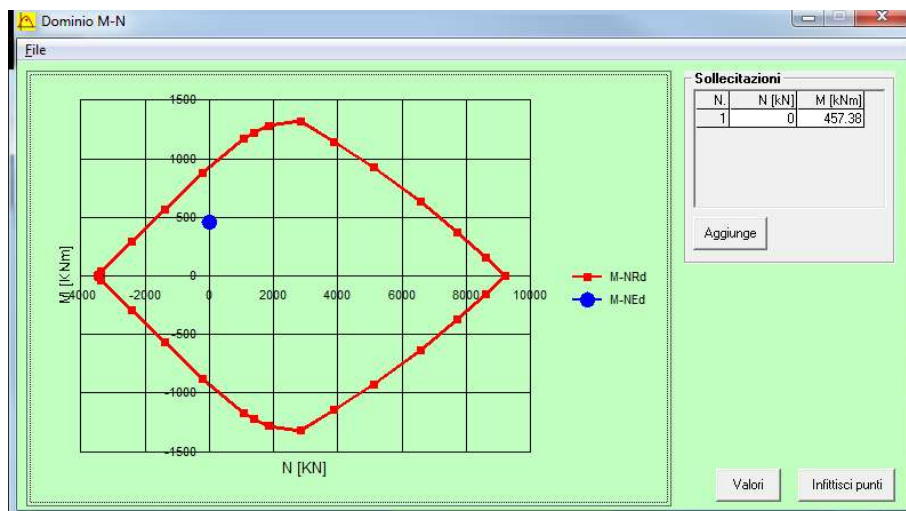 Dominio M-N
File
1500
1000
500
0
-500
-1000
-1500
-4000 -2000 0 2000 4000 6000 8000 10000
M [KNm]
N [KN]
M-NRd
M-NEd
Sollecitazioni
N. N [kN] M [kNm]
1 0 457.38
Aggiunge
Valori Infittisci punti